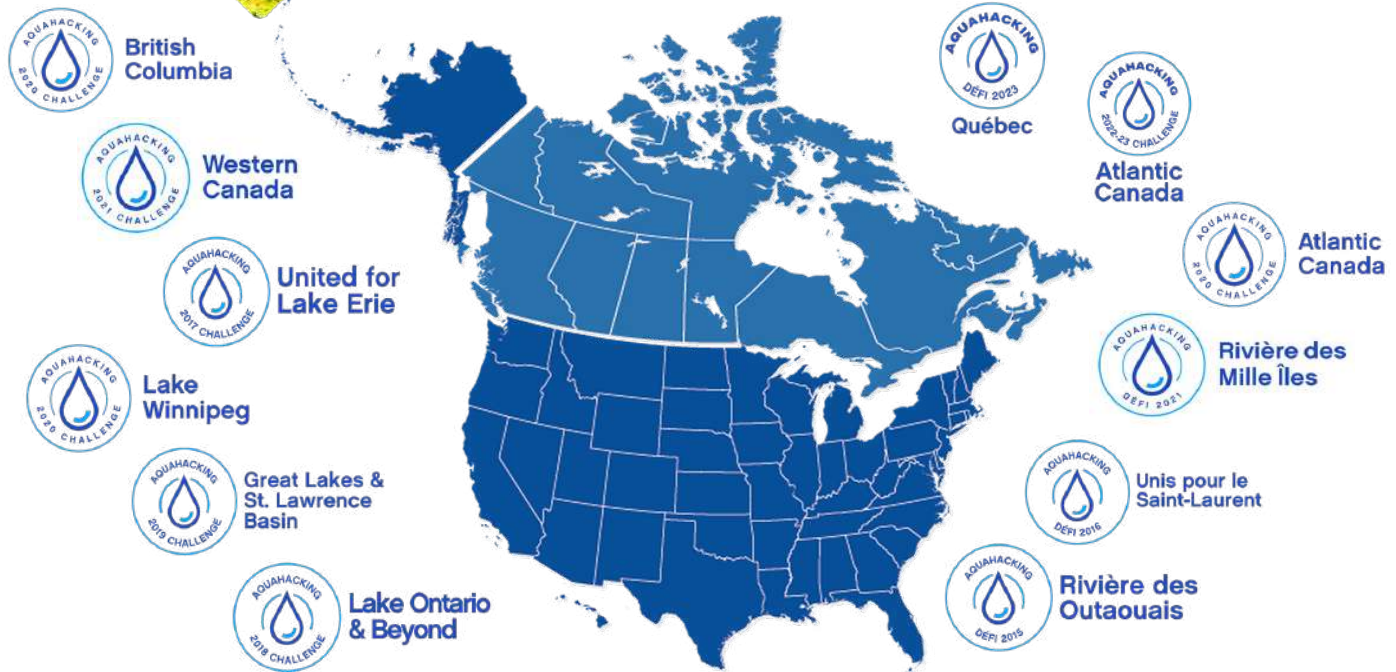 AQUAHACKING
2020 CHALLENGE
British
Columbia
AQUAHACKING
2021 CHALLENGE
Western
Canada
AQUAHACKING
2017 CHALLENGE
United for
Lake Erie
AQUAHACKING
2020 CHALLENGE
Lake
Winnipeg
AQUAHACKING
2019 CHALLENGE
Great Lakes &
St. Lawrence
Basin
AQUAHACKING
2018 CHALLENGE
Lake Ontario
& Beyond
AQUAHACKING
DÉFI 2023
Québec
AQUAHACKING
2022-23 CHALLENGE
Atlantic
Canada
AQUAHACKING
2020 CHALLENGE
Atlantic
Canada
AQUAHACKING
DÉFI 2021
Rivière des
Mille Îles
AQUAHACKING
DÉFI 2016
Unis pour le
Saint-Laurent
AQUAHACKING
DÉFI 2015
Rivière des
Outaouais